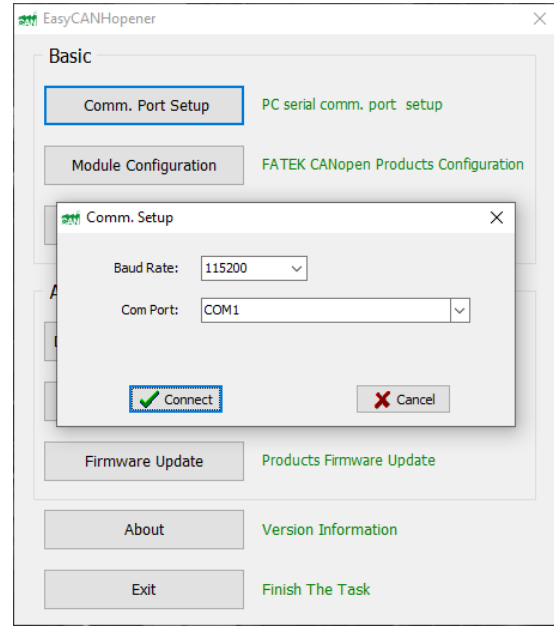 EasyCANHopener
Basic
Comm. Port Setup
PC serial comm. port setup
Module Configuration
FATEK CANopen Products Configuration
Comm. Setup
Baud Rate:
115200
Com Port:
COM1
Connect
Cancel
Firmware Update
Products Firmware Update
About
Version Information
Exit
Finish The Task